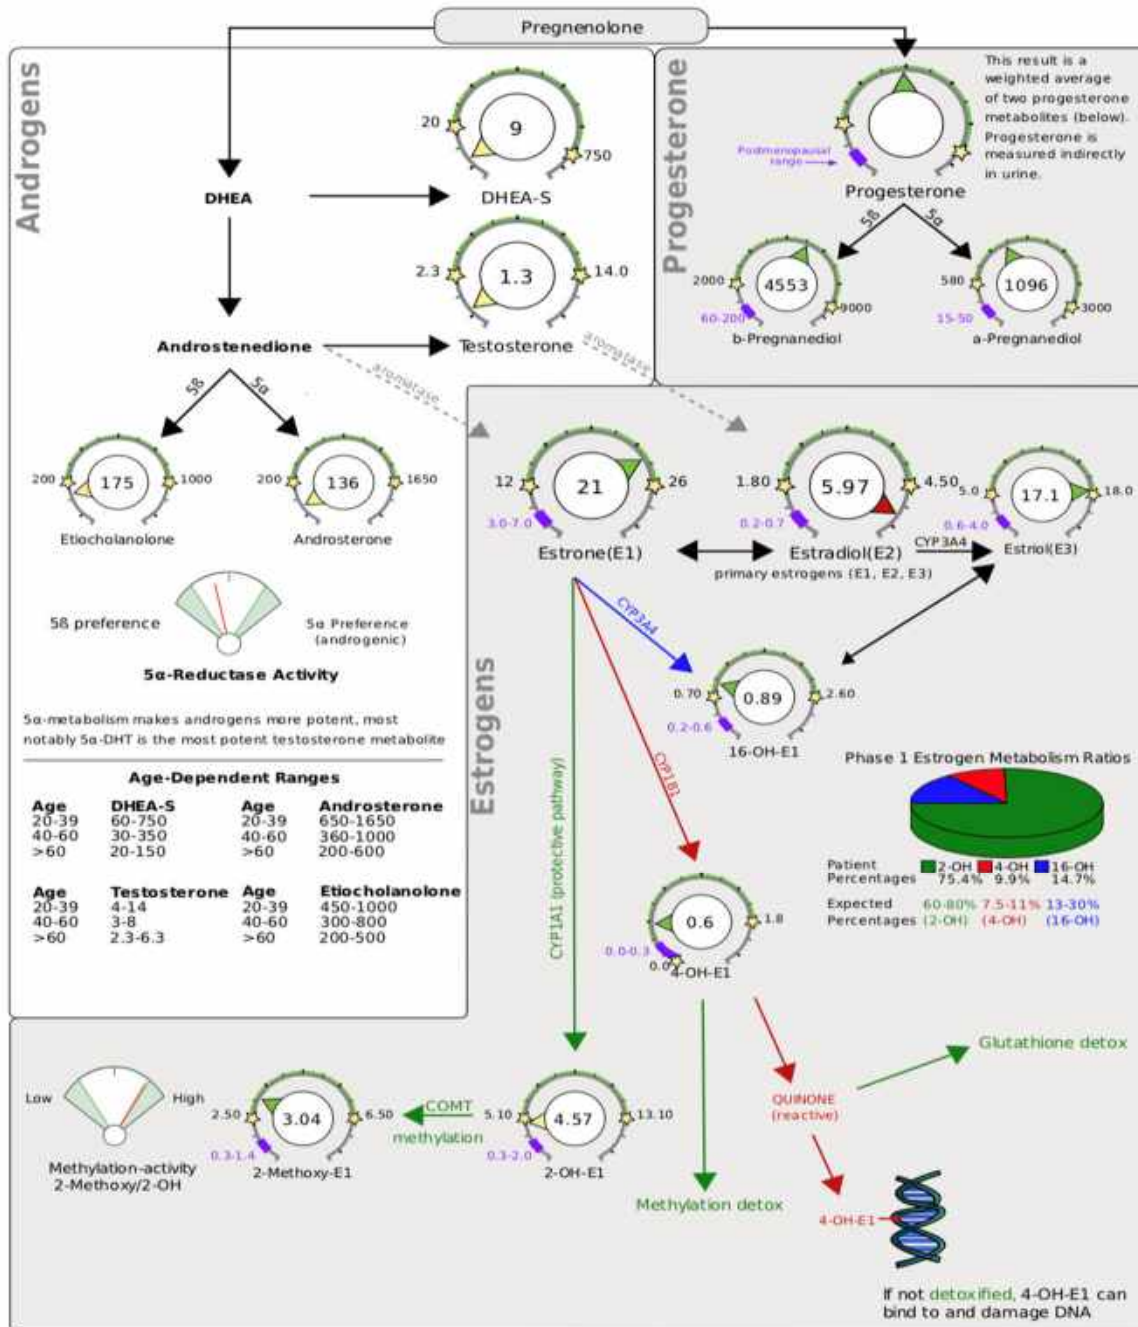 Pregnenolone
Androgens
20
9
750
DHEA-S
DHEA
2.3
1.3
14.0
Testosterone
Androstenedione
aromatase
aromatase
5ß
5α
200
175
1000
Etiocholanolone
200
136
1650
Androsterone
5ß preference
5α Preference
(androgenic)
5α-Reductase Activity
5α-metabolism makes androgens more potent, most
notably 5α-DHT is the most potent testosterone metabolite
Age-Dependent Ranges
Age DHEA-S Age Androsterone
20-39 60-750 20-39 650-1650
40-60 30-350 40-60 360-1000
>60 20-150 >60 200-600
Age Testosterone Age Etiocholanolone
20-39 4-14 20-39 450-1000
40-60 3-8 40-60 300-800
>60 2.3-6.3 >60 200-500
Progesterone
This result is a
weighted average
of two progesterone
metabolites (below).
Progesterone is
measured indirectly
in urine.
Postmenopausal
range
Progesterone
5ß
5α
2000
4553
9000
60-200
b-Pregnanediol
580
1096
3000
15-50
a-Pregnanediol
Estrogens
12
21
26
3.0-7.0
Estrone(E1)
1.80
5.97
4.50
0.2-0.7
Estradiol(E2)
CYP3A4
5.0
17.1
18.0
0.6-4.0
Estriol(E3)
primary estrogens (E1, E2, E3)
CYP3A4
0.70
0.89
2.60
0.2-0.6
16-OH-E1
CYP1B1
CYP1A1 (protective pathway)
Phase 1 Estrogen Metabolism Ratios
Patient 2-OH 4-OH 16-OH
Percentages 75.4% 9.9% 14.7%
Expected 60-80% 7.5-11% 13-30%
Percentages (2-OH) (4-OH) (16-OH)
0.6
1.8
0.0-0.3
0.0
4-OH-E1
Glutathione detox
QUINONE
(reactive)
Low
High
Methylation-activity
2-Methoxy/2-OH
2.50
3.04
6.50
0.3-1.4
2-Methoxy-E1
COMT
methylation
5.10
4.57
13.10
0.3-2.0
2-OH-E1
Methylation detox
4-OH-E1
If not detoxified, 4-OH-E1 can
bind to and damage DNA